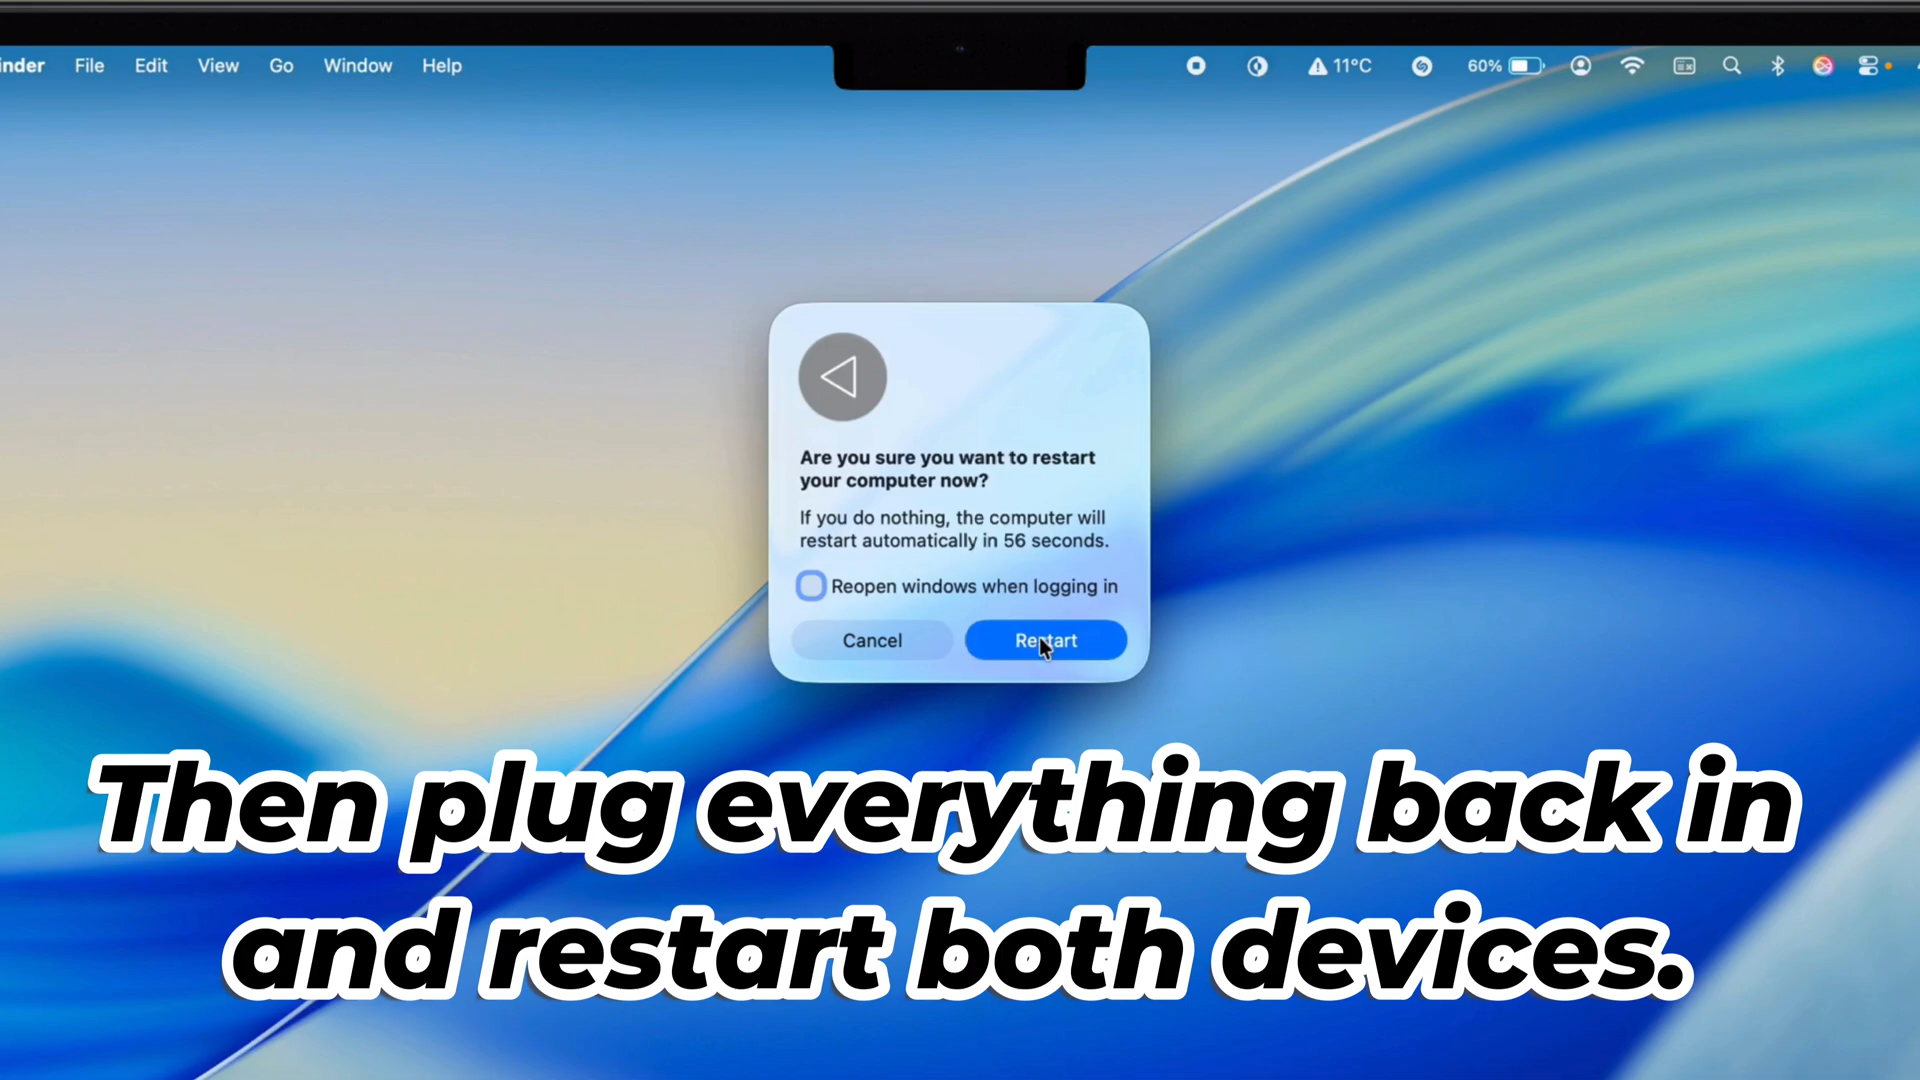 inder File Edit View Go Window Help 11°C 60%
Are you sure you want to restart
your computer now?
If you do nothing, the computer will
restart automatically in 56 seconds.
Reopen windows when logging in
Cancel Restart
Then plug everything back in
and restart both devices.